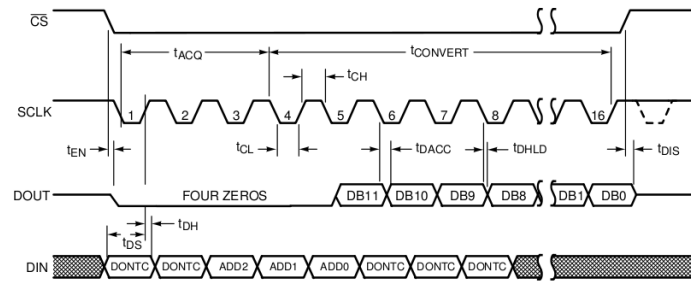 CS
tACQ tCONVERT
tCH
SCLK 1 2 3 4 5 6 7 8 16
tEN tCL tDACC tDHLD tDIS
DOUT FOUR ZEROS DB11 DB10 DB9 DB8 DB1 DB0
tDS tDH
DIN DONTC DONTC ADD2 ADD1 ADD0 DONTC DONTC DONTC